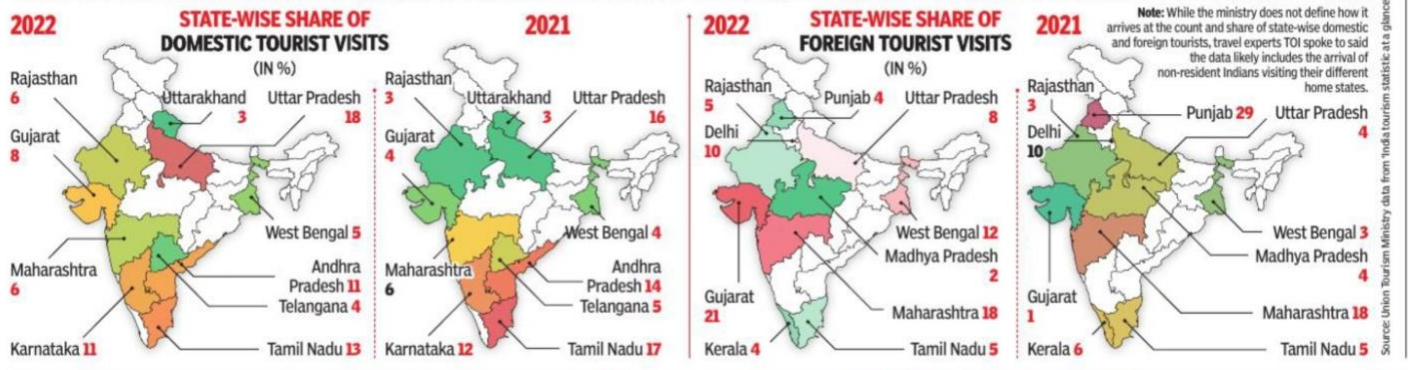 2022
STATE-WISE SHARE OF
DOMESTIC TOURIST VISITS
(IN %)
2021
Rajasthan
6
Uttarakhand
3
Uttar Pradesh
18
Gujarat
8
West Bengal 5
Maharashtra
6
Andhra
Pradesh 11
Telangana 4
Karnataka 11
Tamil Nadu 13
Rajasthan
3
Uttarakhand
3
Uttar Pradesh
16
Gujarat
4
West Bengal 4
Maharashtra
6
Andhra
Pradesh 14
Telangana 5
Karnataka 12
Tamil Nadu 17
2022
STATE-WISE SHARE OF
FOREIGN TOURIST VISITS
(IN %)
2021
Note: While the ministry does not define how it
arrives at the count and share of state-wise domestic
and foreign tourists, travel experts TOI spoke to said
the data likely includes the arrival of
non-resident Indians visiting their different
home states.
Rajasthan
5
Punjab 4
Uttar Pradesh
8
Delhi
10
West Bengal 12
Madhya Pradesh
2
Gujarat
21
Maharashtra 18
Kerala 4
Tamil Nadu 5
Rajasthan
3
Punjab 29
Uttar Pradesh
4
Delhi
10
West Bengal 3
Madhya Pradesh
4
Gujarat
1
Maharashtra 18
Kerala 6
Tamil Nadu 5
Source: Union Tourism Ministry data from 'India tourism statistic at a glance